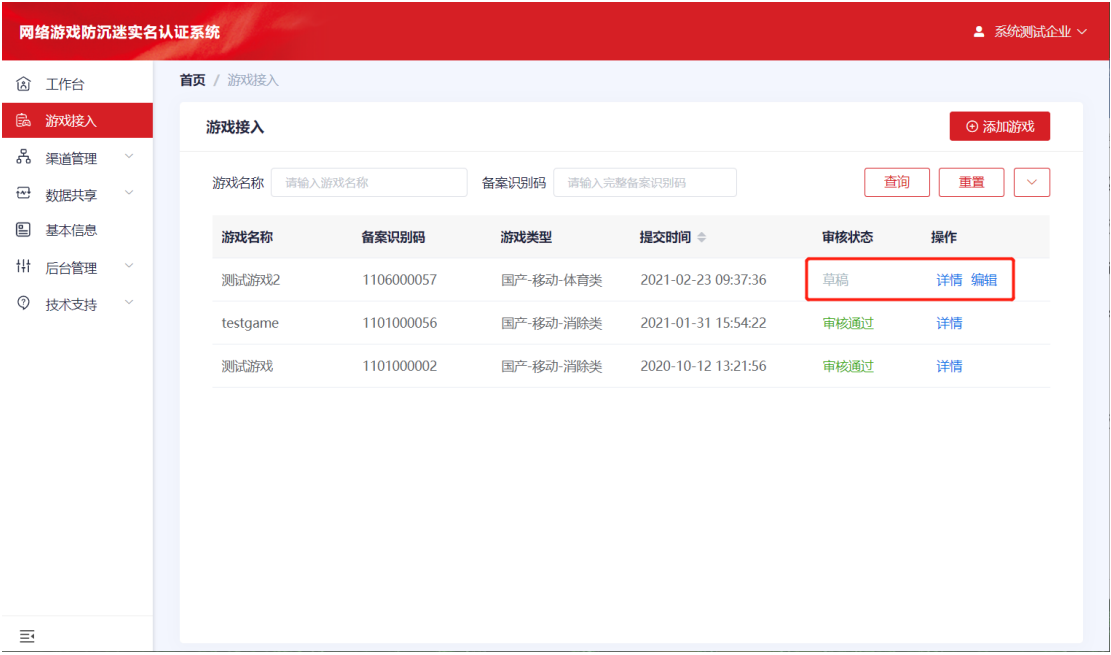 网络游戏防沉迷实名认证系统 系统测试企业
工作台
游戏接入
渠道管理
数据共享
基本信息
后台管理
技术支持
首页 / 游戏接入
游戏接入 添加游戏
游戏名称 请输入游戏名称 备案识别码 请输入完整备案识别码 查询 重置
游戏名称 备案识别码 游戏类型 提交时间 审核状态 操作
测试游戏2 1106000057 国产-移动-体育类 2021-02-23 09:37:36 草稿 详情 编辑
testgame 1101000056 国产-移动-消除类 2021-01-31 15:54:22 审核通过 详情
测试游戏 1101000002 国产-移动-消除类 2020-10-12 13:21:56 审核通过 详情